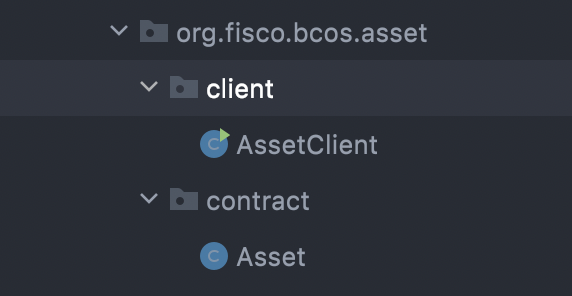 org.fisco.bcos.asset
client
AssetClient
contract
Asset